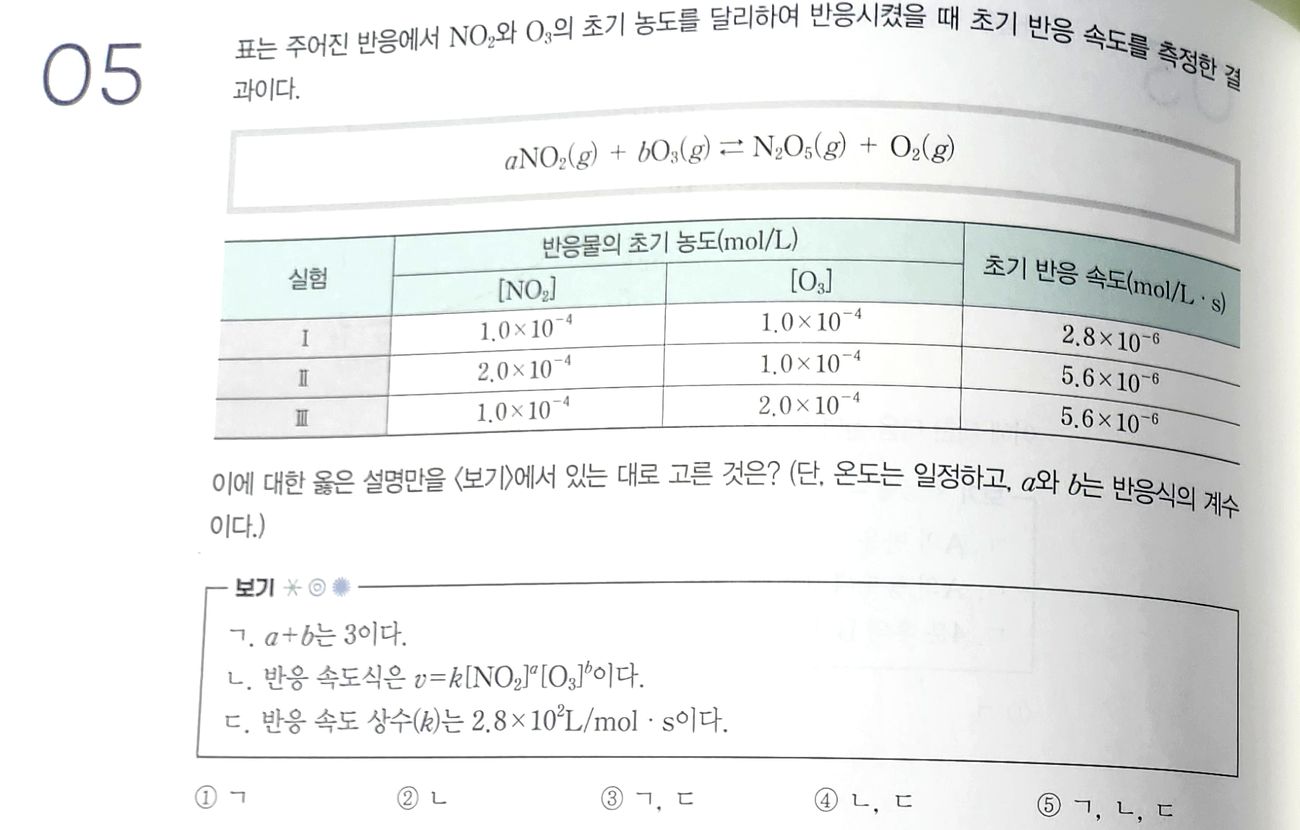 05
표는 주어진 반응에서 NO₂와 O₃의 초기 농도를 달리하여 반응시켰을 때 초기 반응 속도를 측정한 결
과이다.
aNO₂(g) + bO₃(g) ⇄ N₂O₅(g) + O₂(g)
실험 반응물의 초기 농도(mol/L) 초기 반응 속도(mol/L · s)
[NO₂] [O₃]
Ⅰ 1.0×10⁻⁴ 1.0×10⁻⁴ 2.8×10⁻⁶
Ⅱ 2.0×10⁻⁴ 1.0×10⁻⁴ 5.6×10⁻⁶
Ⅲ 1.0×10⁻⁴ 2.0×10⁻⁴ 5.6×10⁻⁶
이에 대한 옳은 설명만을 〈보기〉에서 있는 대로 고른 것은? (단, 온도는 일정하고, a와 b는 반응식의 계수
이다.)
보기
ㄱ. a+b는 3이다.
ㄴ. 반응 속도식은 v=k[NO₂]ᵃ[O₃]ᵇ이다.
ㄷ. 반응 속도 상수(k)는 2.8×10²L/mol · s이다.
① ㄱ ② ㄴ ③ ㄱ, ㄷ ④ ㄴ, ㄷ ⑤ ㄱ, ㄴ, ㄷ